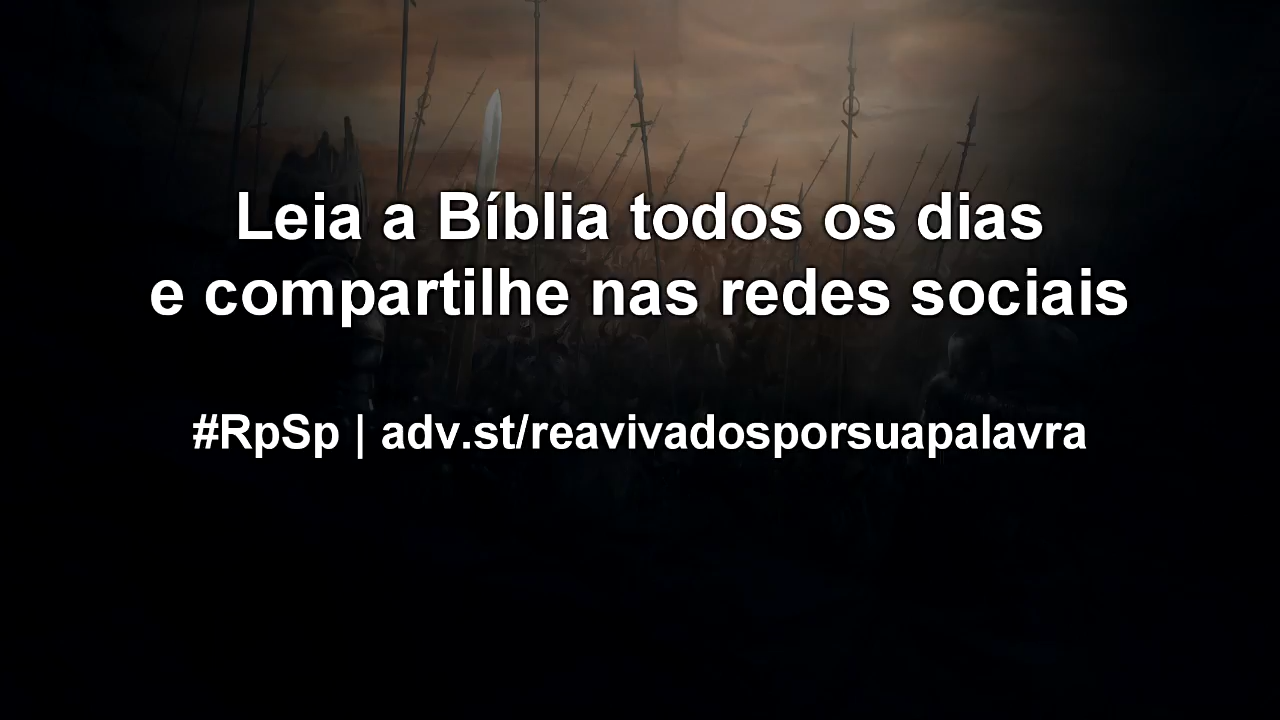 Leia a Bíblia todos os dias
e compartilhe nas redes sociais
#RpSp | adv.st/reavivadosporsuapalavra